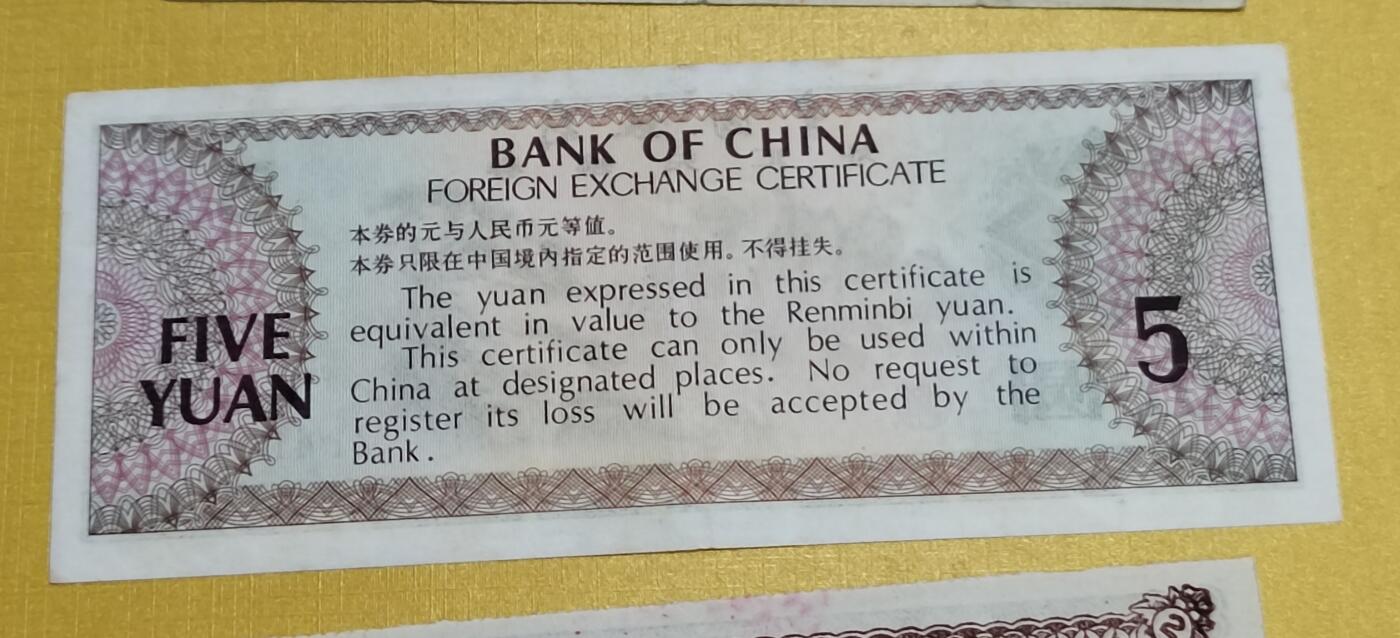 BANK OF CHINA
FOREIGN EXCHANGE CERTIFICATE
本券的元与人民币元等值。
本券只限在中国境内指定的范围使用。不得挂失。
The yuan expressed in this certificate is
equivalent in value to the Renminbi yuan.
This certificate can only be used within
China at designated places. No request to
register its loss will be accepted by the
Bank.
FIVE
YUAN
5